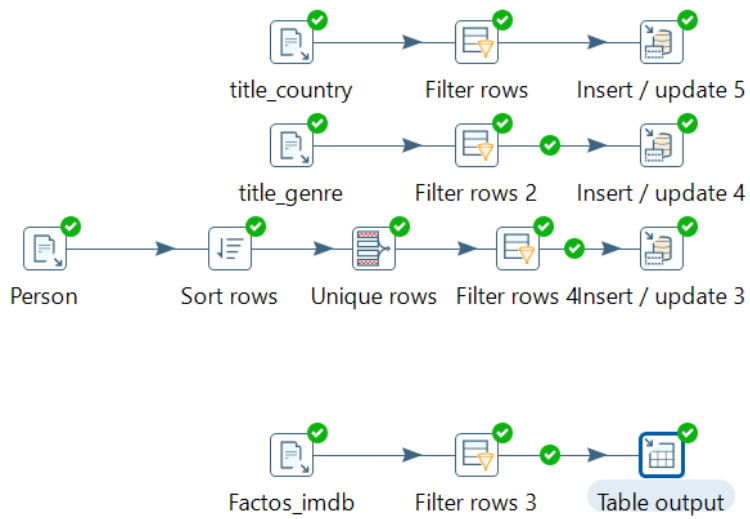 title_country Filter rows Insert / update 5
title_genre Filter rows 2 Insert / update 4
Person Sort rows Unique rows Filter rows 4 Insert / update 3
Factos_imdb Filter rows 3 Table output